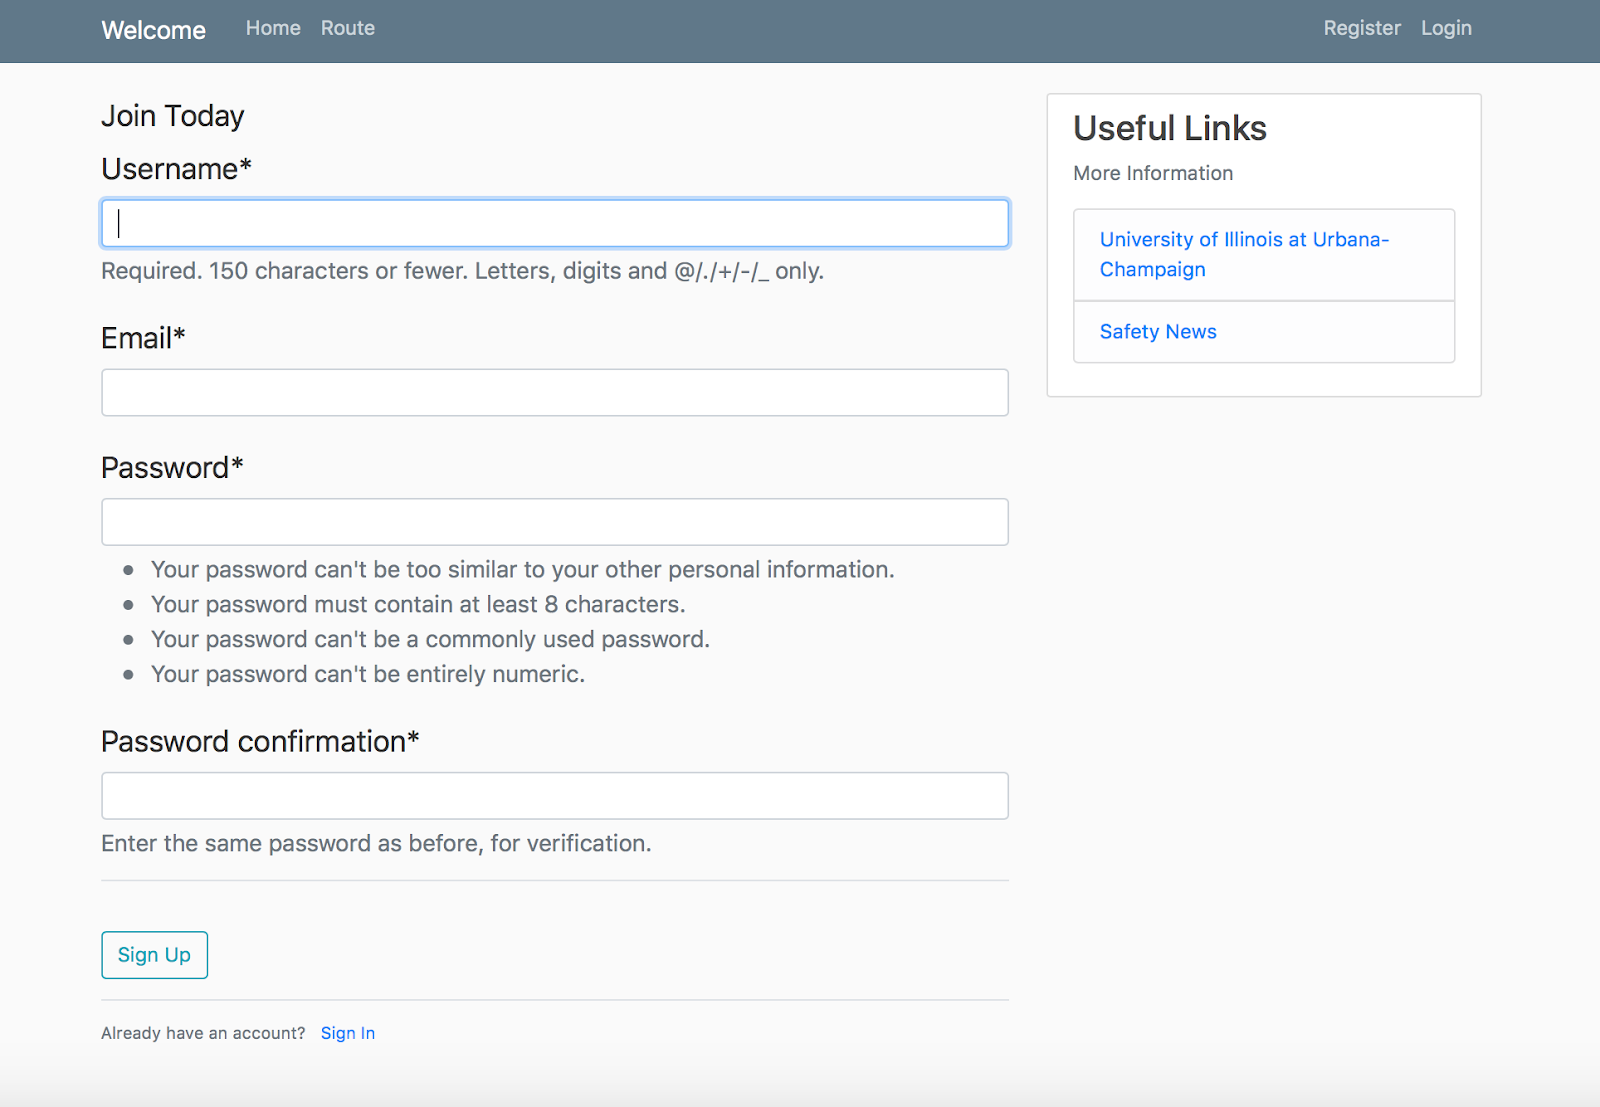 Welcome Home Route Register Login
Join Today
Username*
Required. 150 characters or fewer. Letters, digits and @/./+/-/_ only.
Email*
Password*
Your password can't be too similar to your other personal information.
Your password must contain at least 8 characters.
Your password can't be a commonly used password.
Your password can't be entirely numeric.
Password confirmation*
Enter the same password as before, for verification.
Sign Up
Already have an account? Sign In
Useful Links
More Information
University of Illinois at Urbana-
Champaign
Safety News